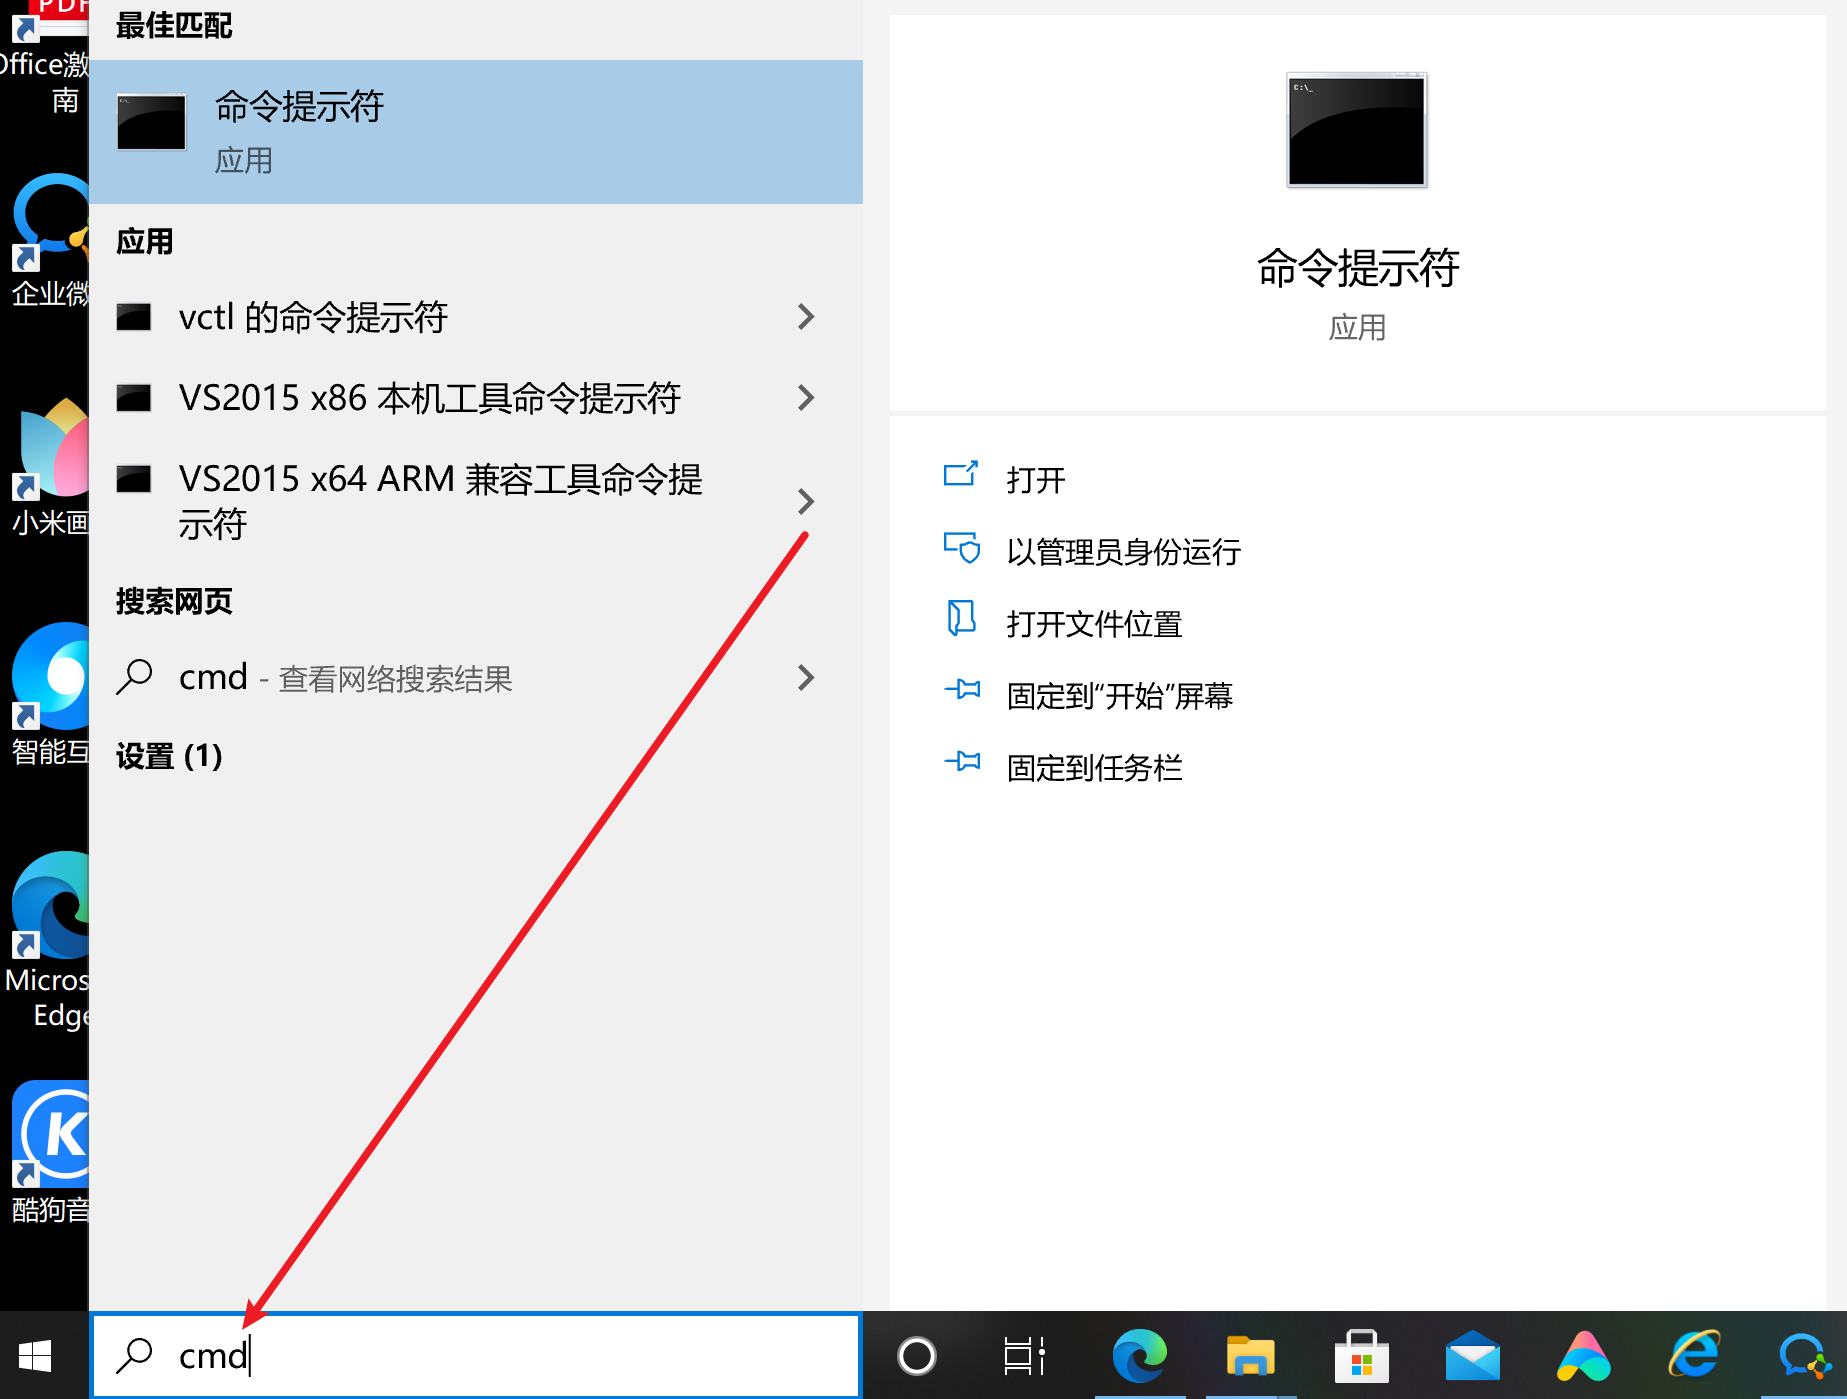 PDF
Office激
南
企业微
小米画
智能互
Micros
Edge
酷狗音
最佳匹配
命令提示符
应用
应用
vctl 的命令提示符
VS2015 x86 本机工具命令提示符
VS2015 x64 ARM 兼容工具命令提
示符
搜索网页
cmd - 查看网络搜索结果
设置 (1)
cmd
C:\_
命令提示符
应用
打开
以管理员身份运行
打开文件位置
固定到“开始”屏幕
固定到任务栏